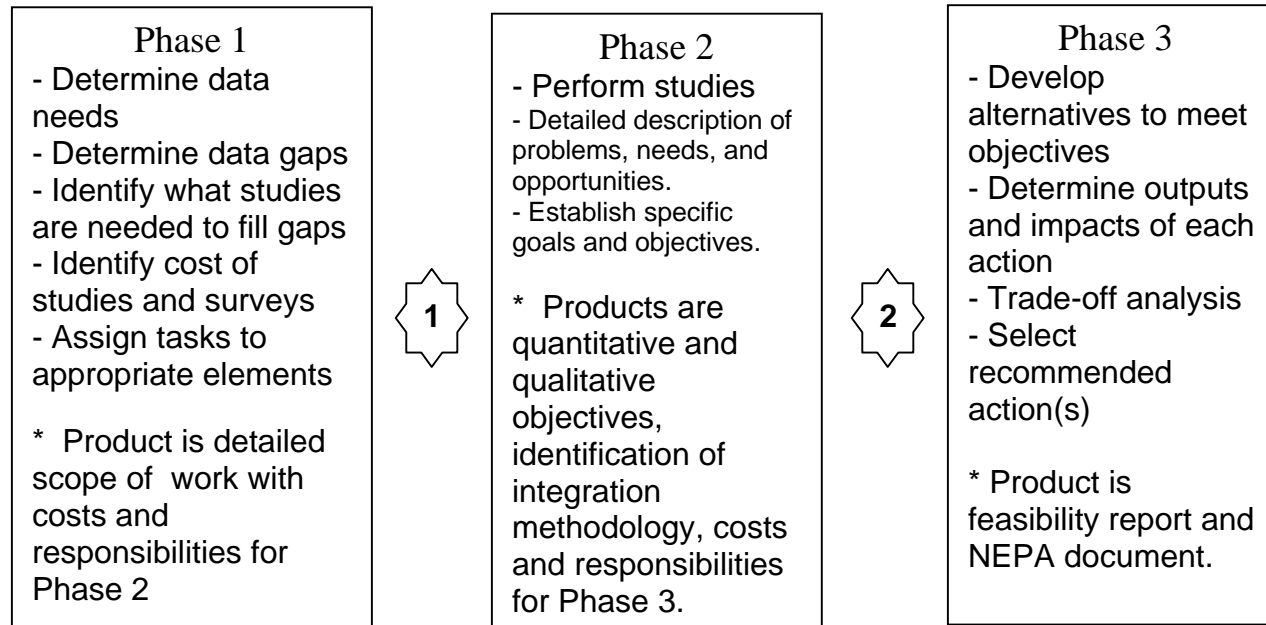 Phase 1
- Determine data
needs
- Determine data gaps
- Identify what studies
are needed to fill gaps
- Identify cost of
studies and surveys
- Assign tasks to
appropriate elements
* Product is detailed
scope of work with
costs and
responsibilities for
Phase 2
1
Phase 2
- Perform studies
- Detailed description of
problems, needs, and
opportunities.
- Establish specific
goals and objectives.
* Products are
quantitative and
qualitative
objectives,
identification of
integration
methodology, costs
and responsibilities
for Phase 3.
2
Phase 3
- Develop
alternatives to meet
objectives
- Determine outputs
and impacts of each
action
- Trade-off analysis
- Select
recommended
action(s)
* Product is
feasibility report and
NEPA document.